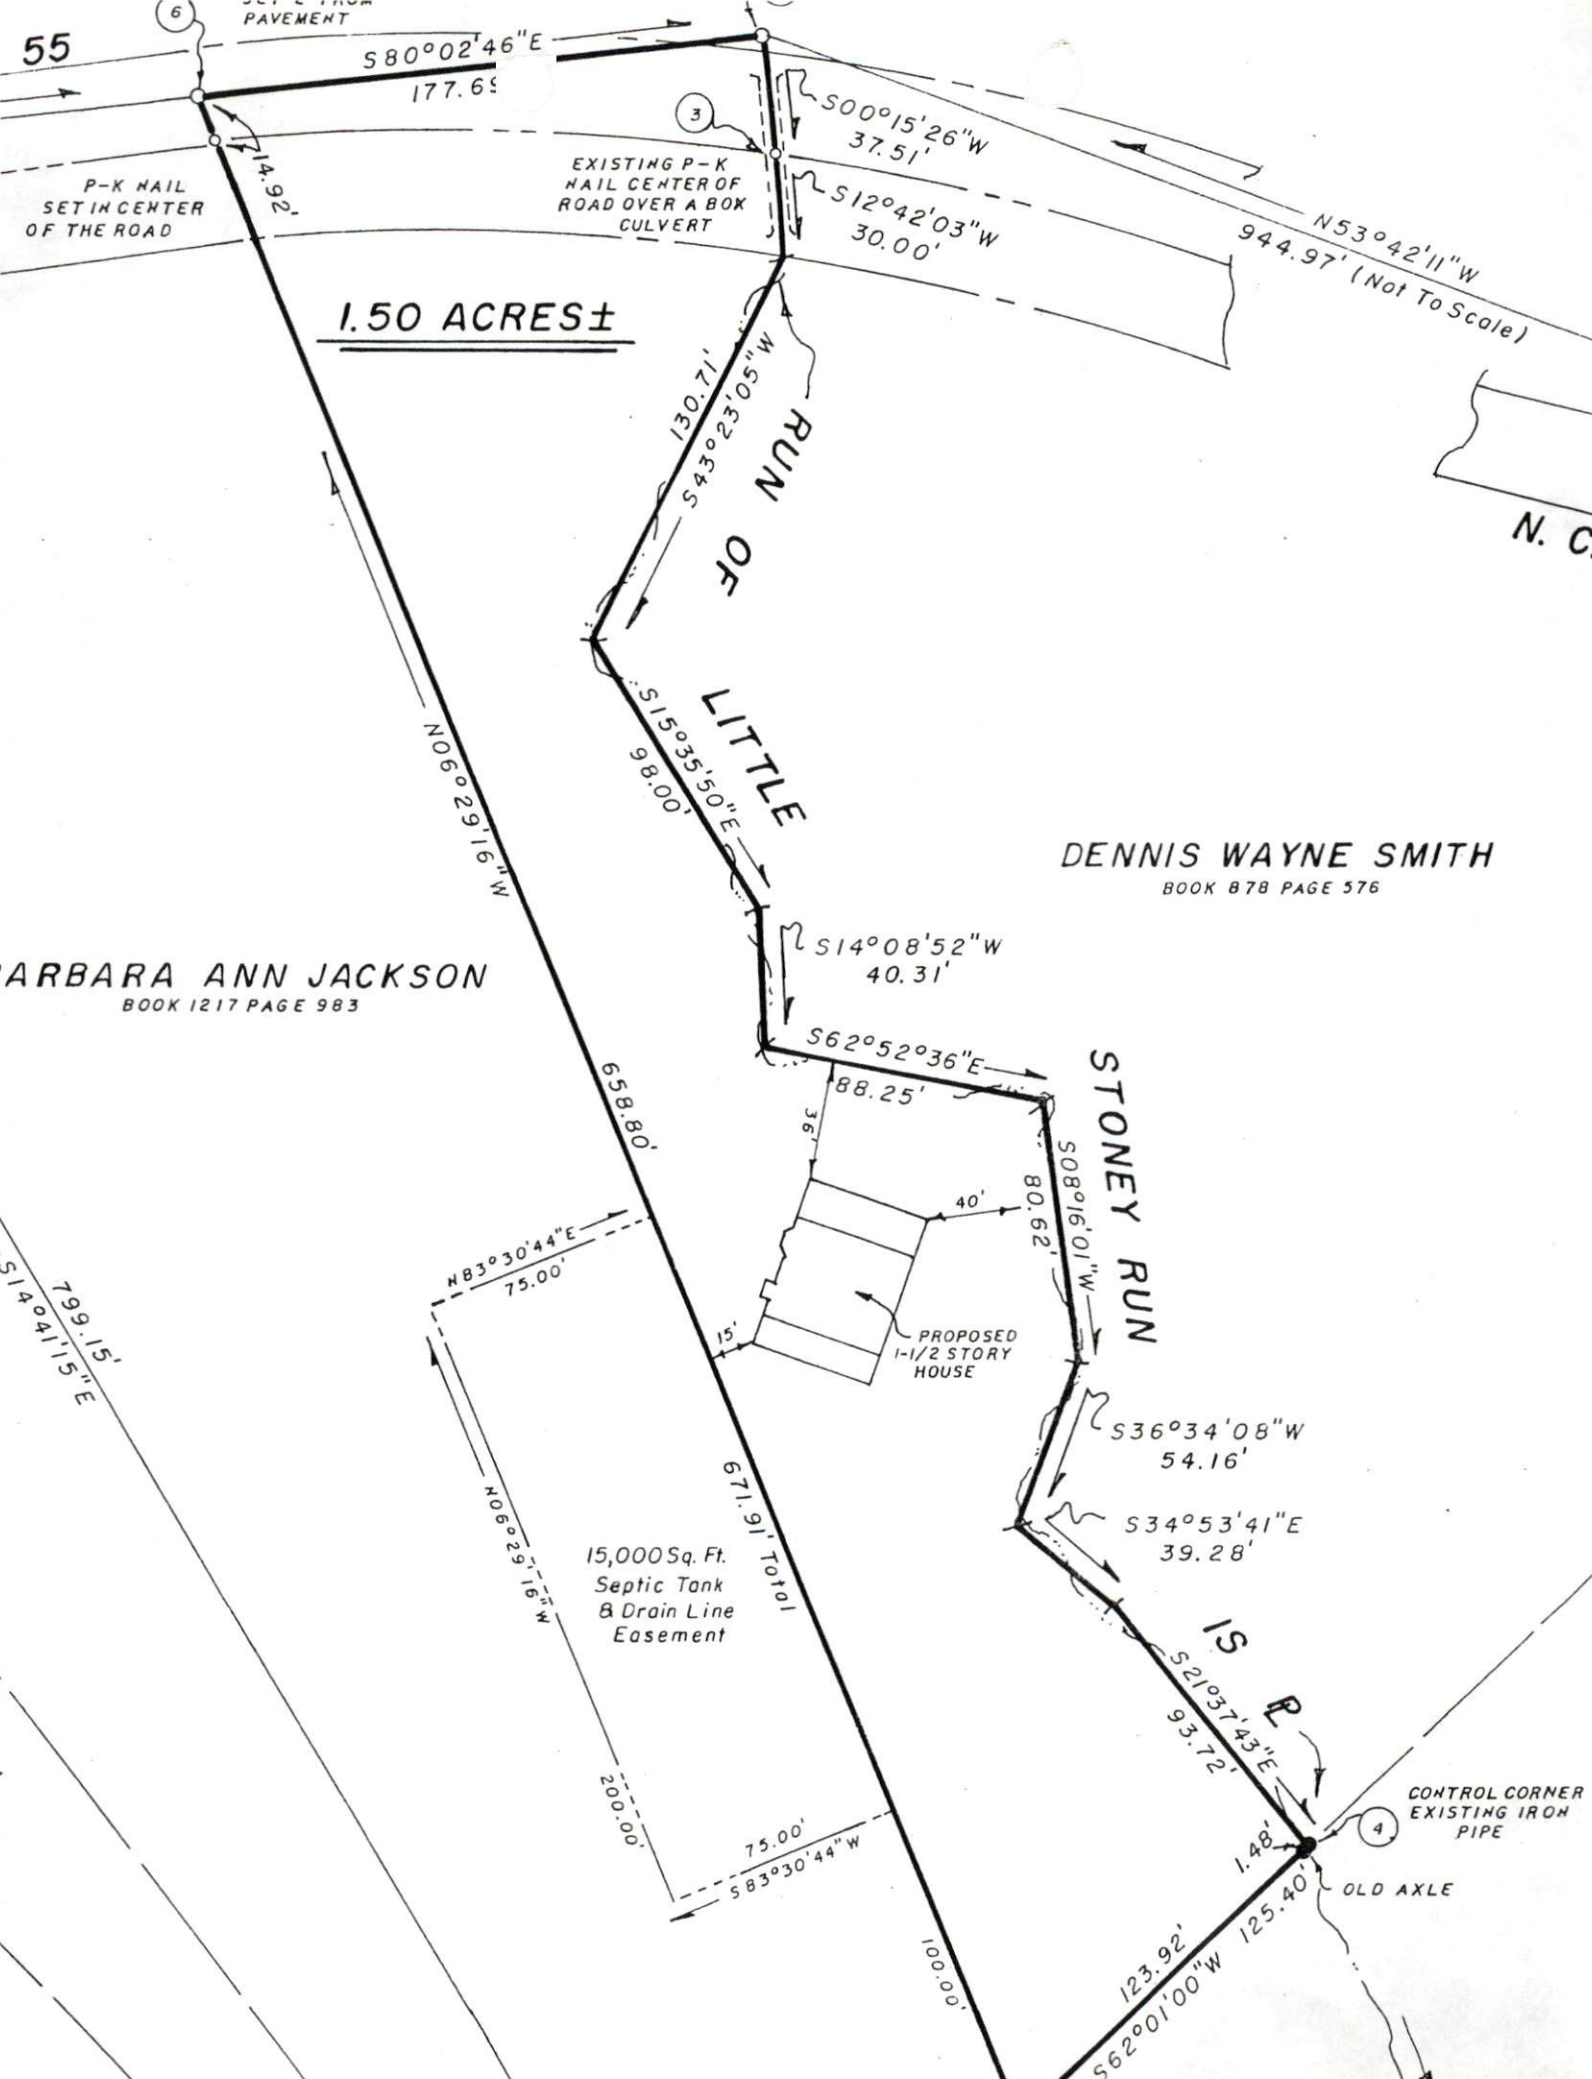 6
PAVEMENT
55
S80°02'46"E
177.69
14.92'
P-K NAIL
SET IN CENTER
OF THE ROAD
3
EXISTING P-K
NAIL CENTER OF
ROAD OVER A BOX
CULVERT
S00°15'26"W
37.51'
S12°42'03"W
30.00'
N53°42'11"W
944.97' (Not To Scale)
1.50 ACRES±
130.71'
S43°23'05"W
RUN OF
N. C.
S15°35'50"E
98.00'
LITTLE
N06°29'16"W
DENNIS WAYNE SMITH
BOOK 878 PAGE 576
S14°08'52"W
40.31'
ARBARA ANN JACKSON
BOOK 1217 PAGE 983
S62°52'36"E
88.25'
36'
658.80'
STONEY RUN
S08°16'01"W
80.62'
40'
N83°30'44"E
75.00'
15'
PROPOSED
1-1/2 STORY
HOUSE
799.15'
S14°41'15"E
S36°34'08"W
54.16'
671.91' Total
N06°29'16"W
S34°53'41"E
39.28'
15,000 Sq. Ft.
Septic Tank
& Drain Line
Easement
IS ⅊
S21°37'43"E
93.72'
200.00'
75.00'
S83°30'44"W
CONTROL CORNER
EXISTING IRON
PIPE
4
1.48'
OLD AXLE
125.40'
123.92'
S62°01'00"W
100.00'